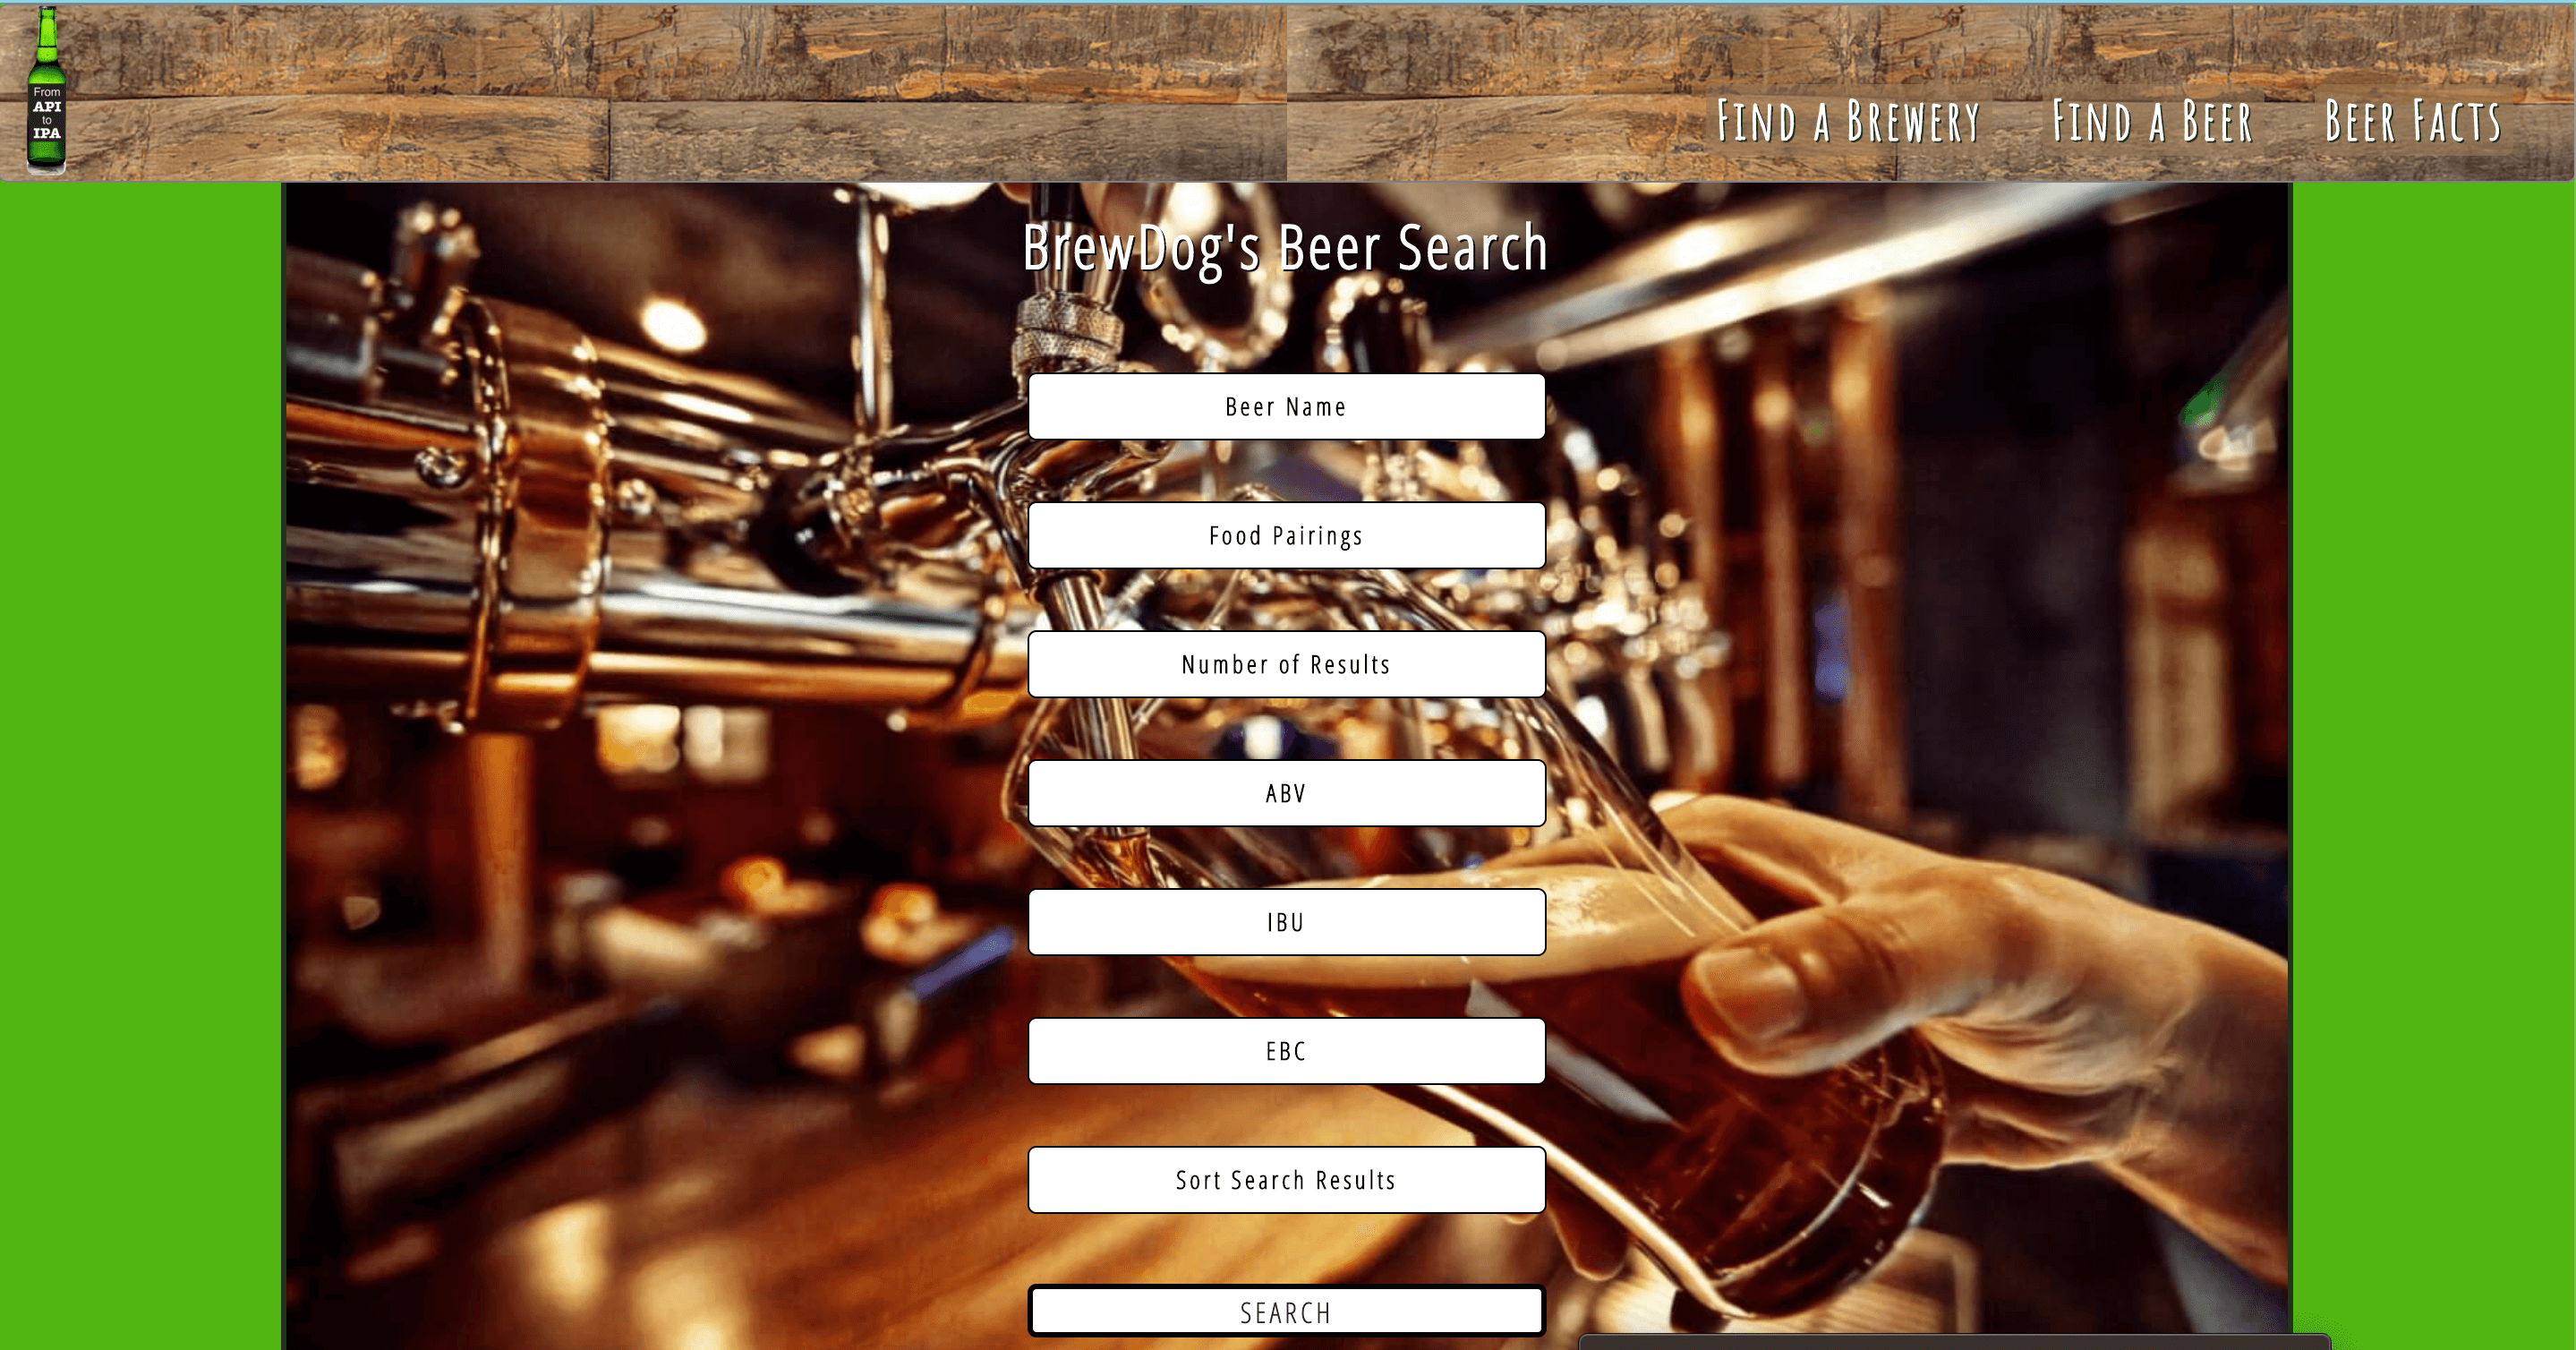 From
API
to
IPA
Find a Brewery
Find a Beer
Beer Facts
BrewDog's Beer Search
Beer Name
Food Pairings
Number of Results
ABV
IBU
EBC
Sort Search Results
SEARCH